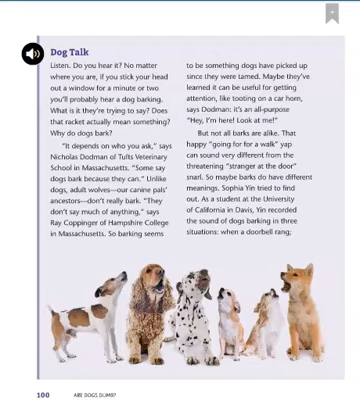 Dog Talk
Listen. Do you hear it? No matter
where you are, if you stick your head
out a window for a minute or two
you'll probably hear a dog barking.
What is it they're trying to say? Does
that racket actually mean something?
Why do dogs bark?
"It depends on who you ask," says
Nicholas Dodman of Tufts Veterinary
School in Massachusetts. "Some say
dogs bark because they can." Unlike
dogs, adult wolves—our canine pals'
ancestors—don't really bark. "They
don't say much of anything," says
Ray Coppinger of Hampshire College
in Massachusetts. So barking seems
to be something dogs have picked up
since they were tamed. Maybe they've
learned it can be useful for getting
attention, like tooting on a car horn,
says Dodman: it's an all-purpose
"Hey, I'm here! Look at me!"
But not all barks are alike. That
happy "going for for a walk" yap
can sound very different from the
threatening "stranger at the door"
snarl. So maybe barks do have different
meanings. Sophia Yin tried to find
out. As a student at the University
of California in Davis, Yin recorded
the sound of dogs barking in three
situations: when a doorbell rang;
100 ARE DOGS DUMB?